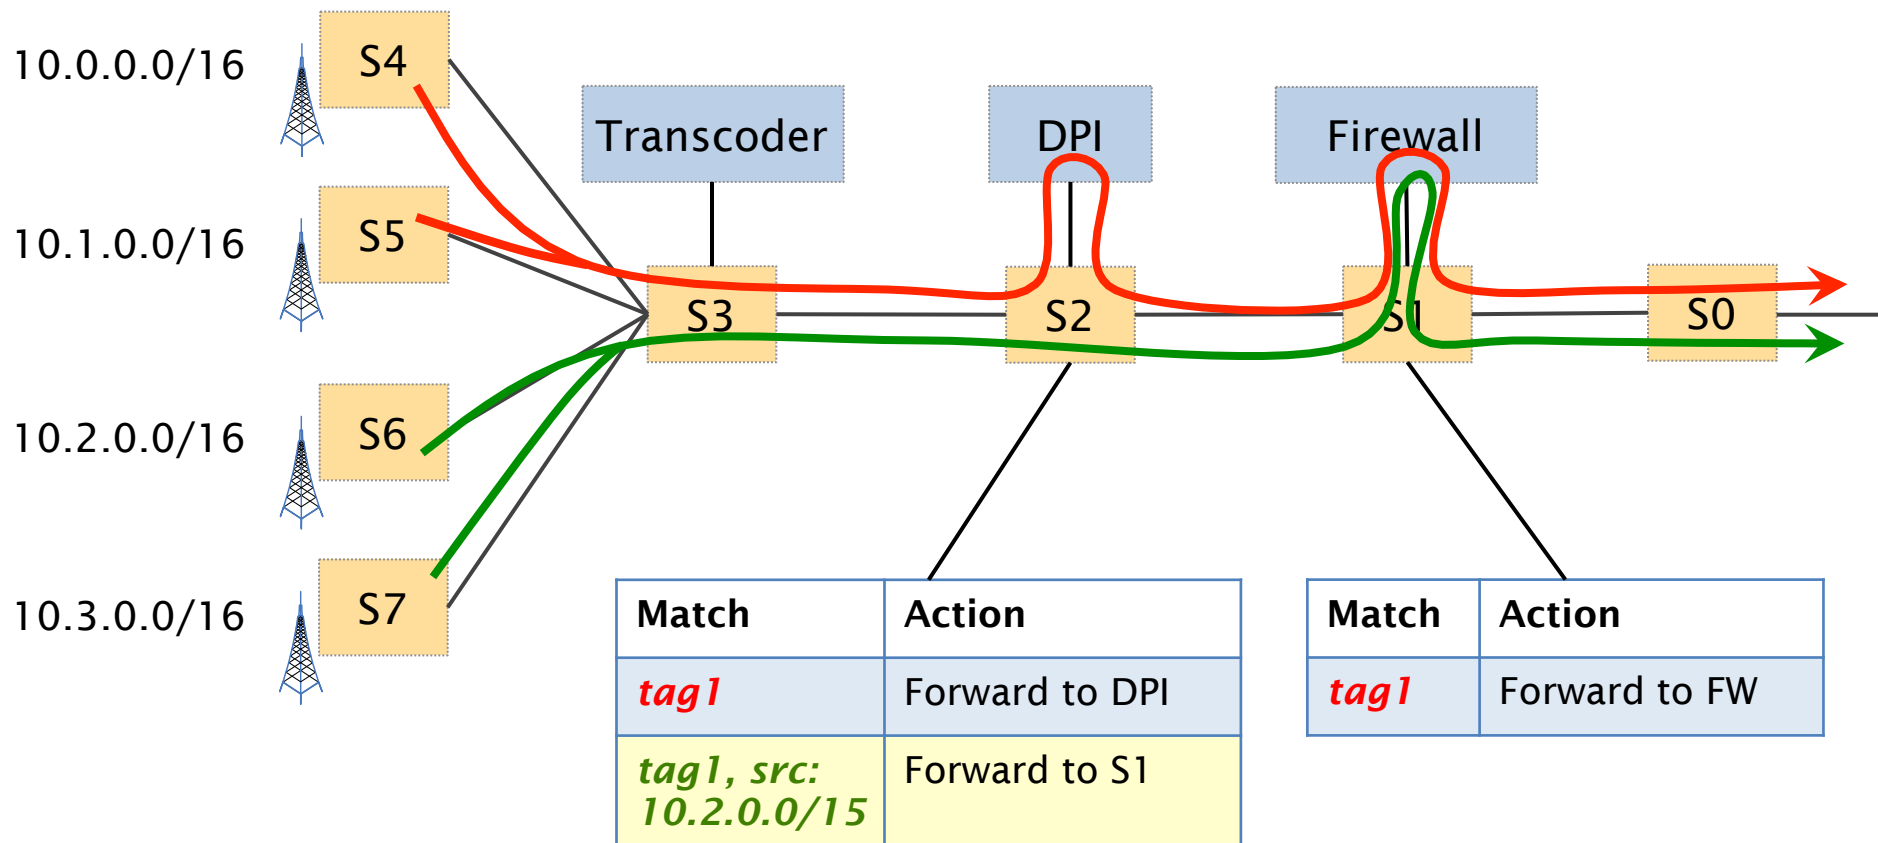 10.0.0.0/16
S4
Transcoder
DPI
Firewall
10.1.0.0/16
S5
S3
S2
S1
S0
10.2.0.0/16
S6
10.3.0.0/16
S7
Match Action
tag1 Forward to DPI
tag1, src: Forward to S1
10.2.0.0/15
Match Action
tag1 Forward to FW